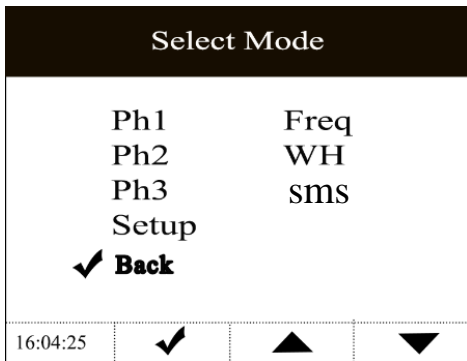 Select Mode
Ph1 Freq
Ph2 WH
Ph3 sms
Setup
Back
16:04:25